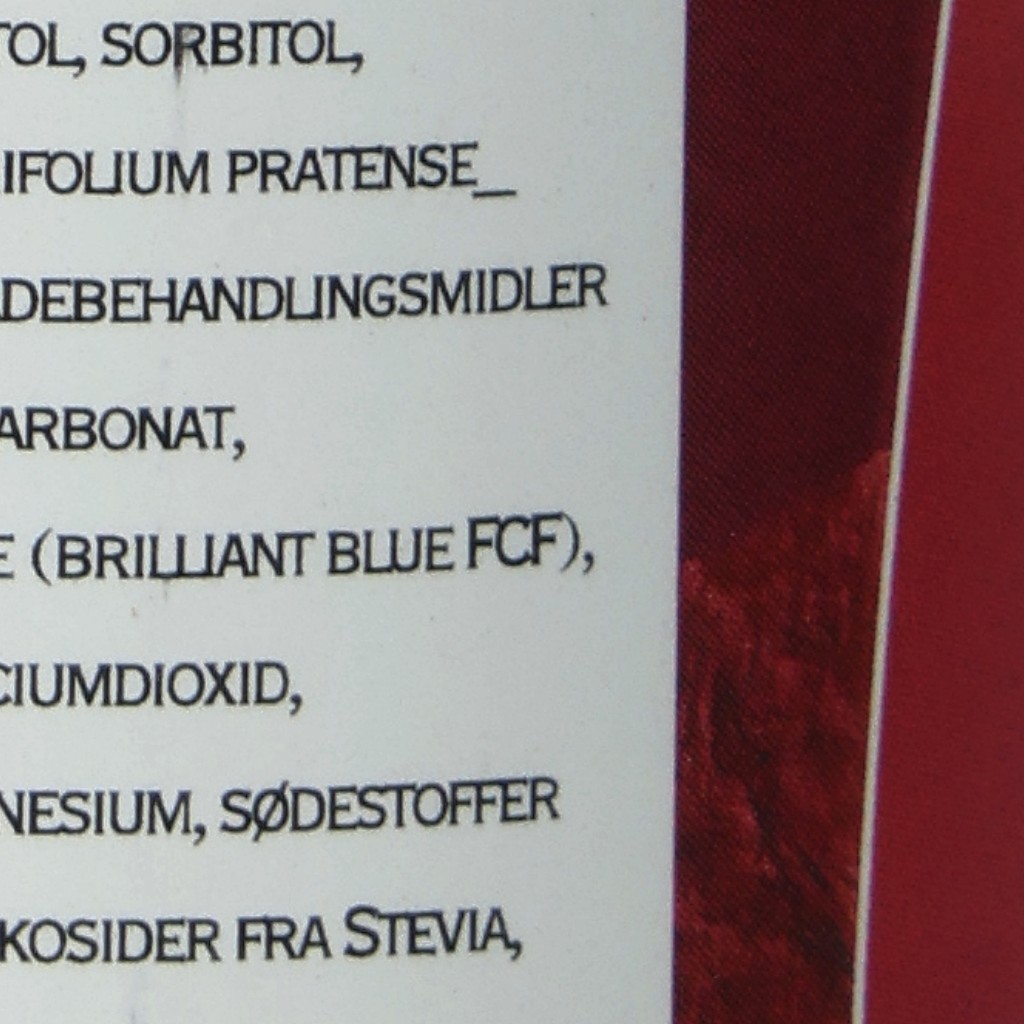 TOL, SORBITOL,
IFOLIUM PRATENSE_
DEBEHANDLINGSMIDLER
ARBONAT,
E (BRILLIANT BLUE FCF),
CIUMDIOXID,
NESIUM, SØDESTOFFER
KOSIDER FRA STEVIA,